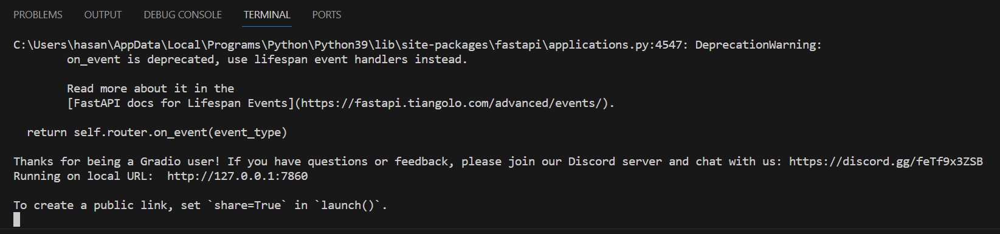 PROBLEMS OUTPUT DEBUG CONSOLE TERMINAL PORTS
C:\Users\hasan\AppData\Local\Programs\Python\Python39\lib\site-packages\fastapi\applications.py:4547: DeprecationWarning:
        on_event is deprecated, use lifespan event handlers instead.

        Read more about it in the
        [FastAPI docs for Lifespan Events](https://fastapi.tiangolo.com/advanced/events/).

  return self.router.on_event(event_type)

Thanks for being a Gradio user! If you have questions or feedback, please join our Discord server and chat with us: https://discord.gg/feTf9x3ZSB
Running on local URL:  http://127.0.0.1:7860

To create a public link, set `share=True` in `launch()`.